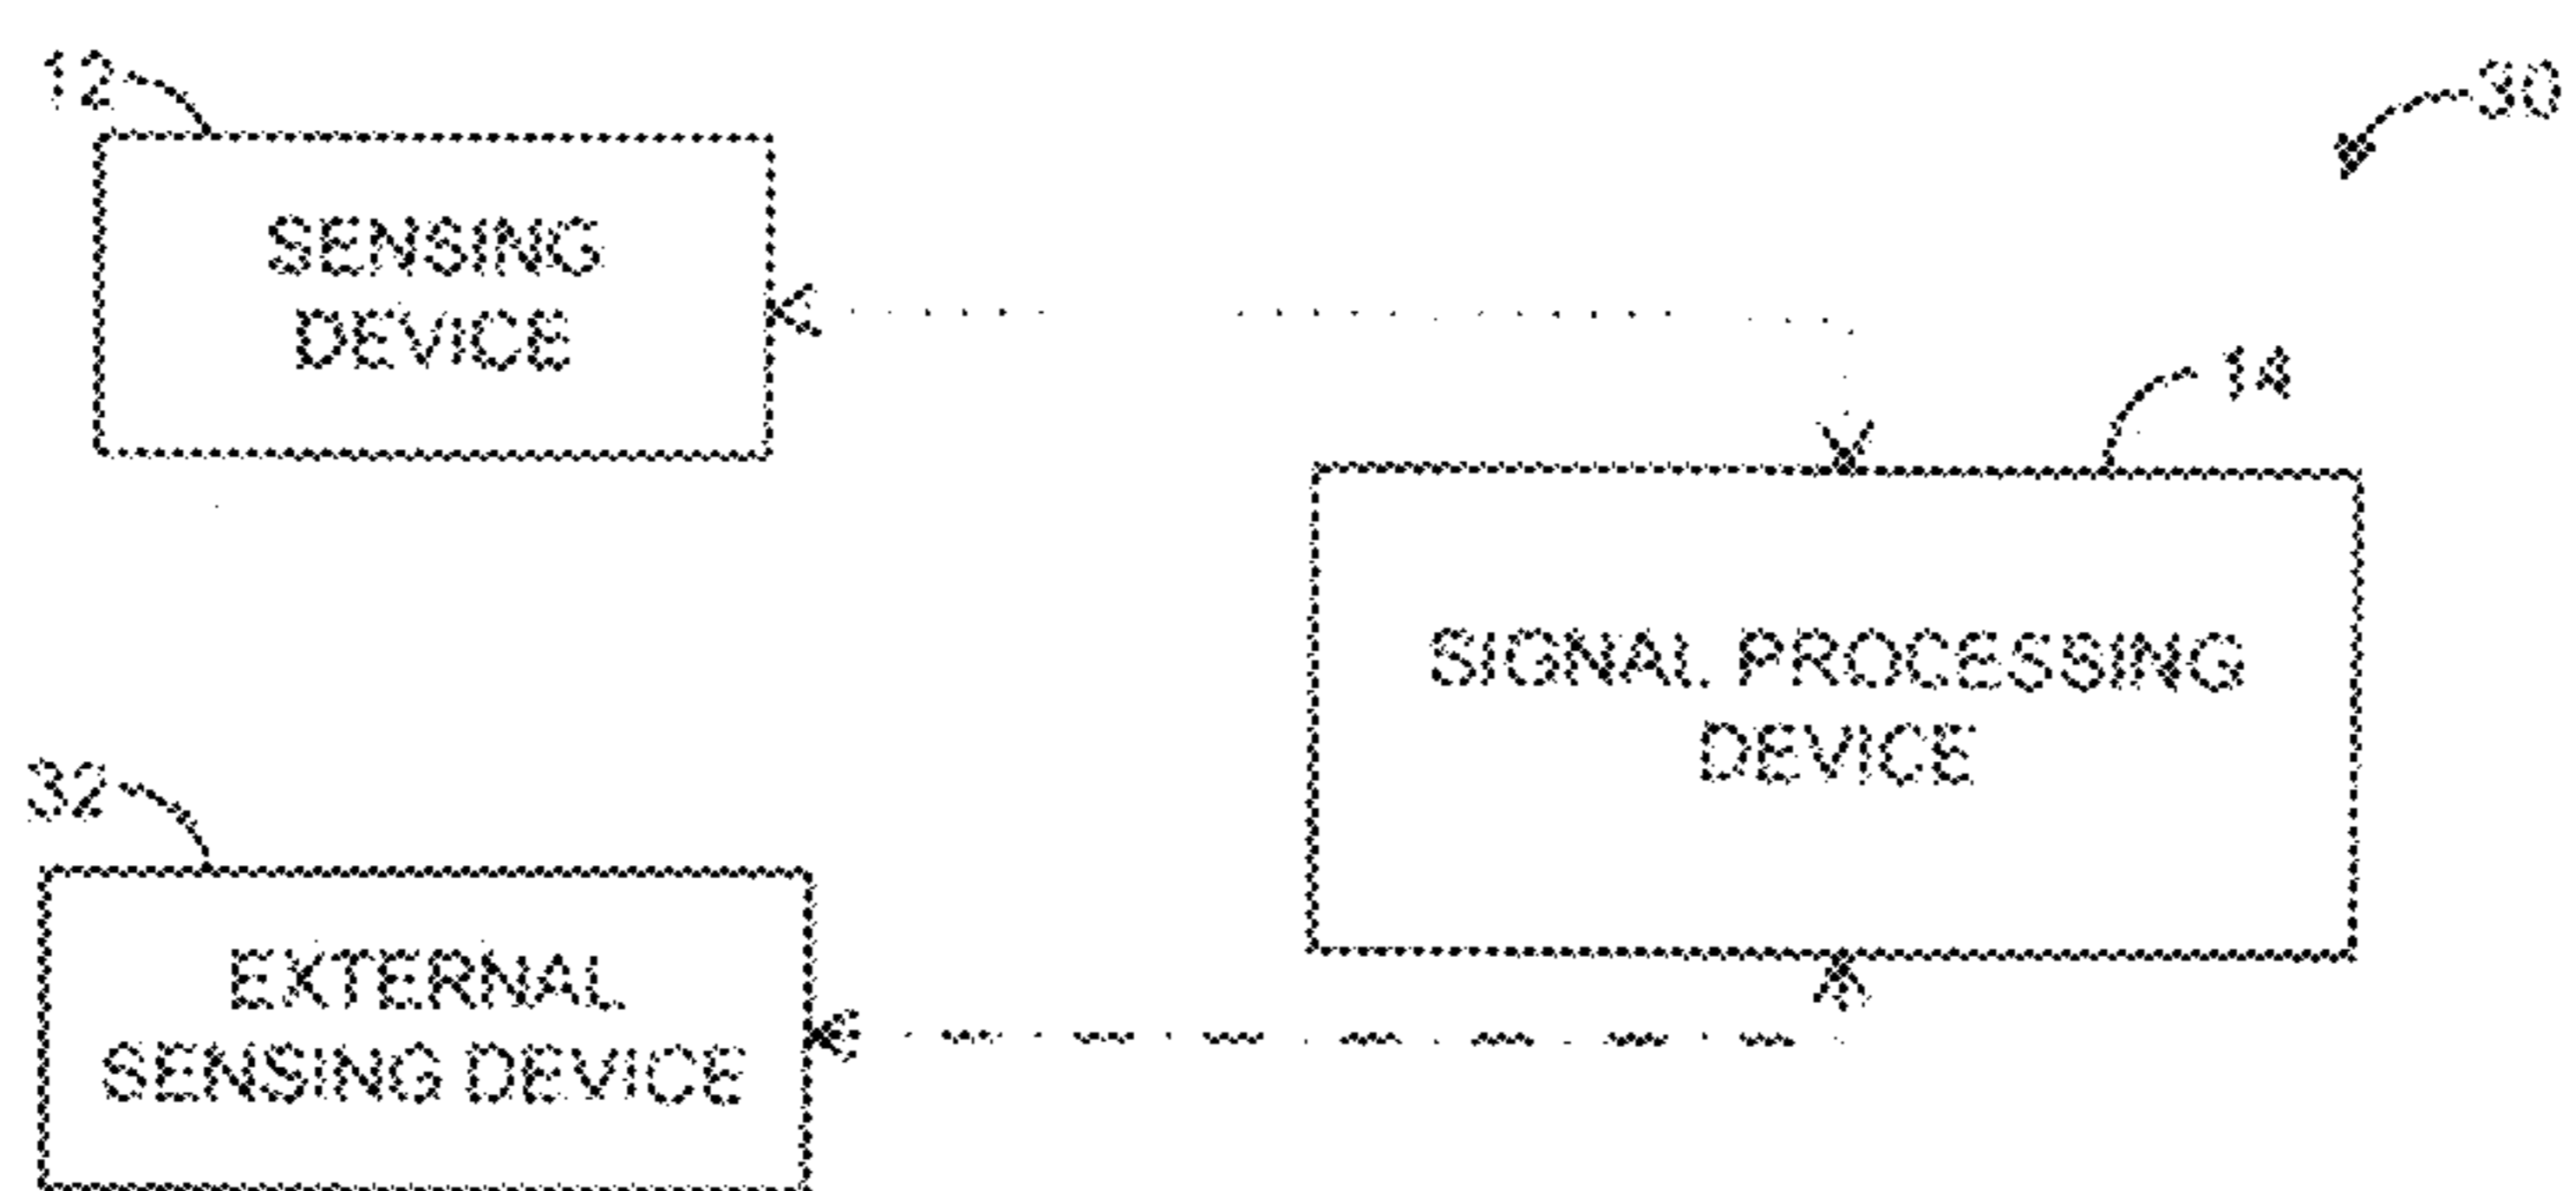 12
30
SENSING
DEVICE
14
SIGNAL PROCESSING
DEVICE
32
EXTERNAL
SENSING DEVICE